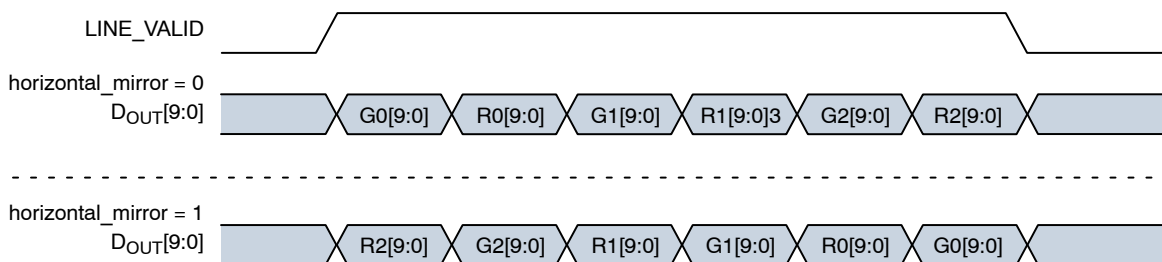 LINE_VALID
horizontal_mirror = 0
DOUT[9:0]
G0[9:0] R0[9:0] G1[9:0] R1[9:0]3 G2[9:0] R2[9:0]
horizontal_mirror = 1
DOUT[9:0]
R2[9:0] G2[9:0] R1[9:0] G1[9:0] R0[9:0] G0[9:0]